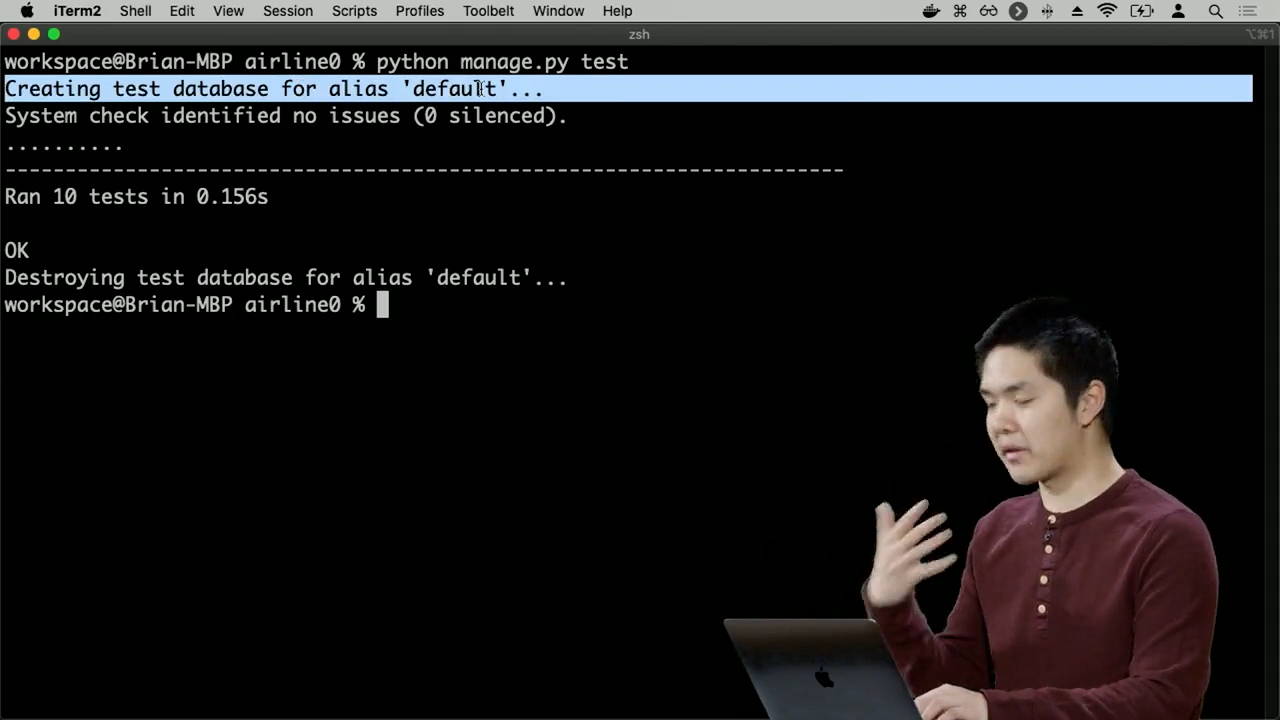 iTerm2 Shell Edit View Session Scripts Profiles Toolbelt Window Help
zsh
⌥⌘1
workspace@Brian-MBP airline0 % python manage.py test
Creating test database for alias 'default'...
System check identified no issues (0 silenced).
..........
----------------------------------------------------------------------
Ran 10 tests in 0.156s
OK
Destroying test database for alias 'default'...
workspace@Brian-MBP airline0 %